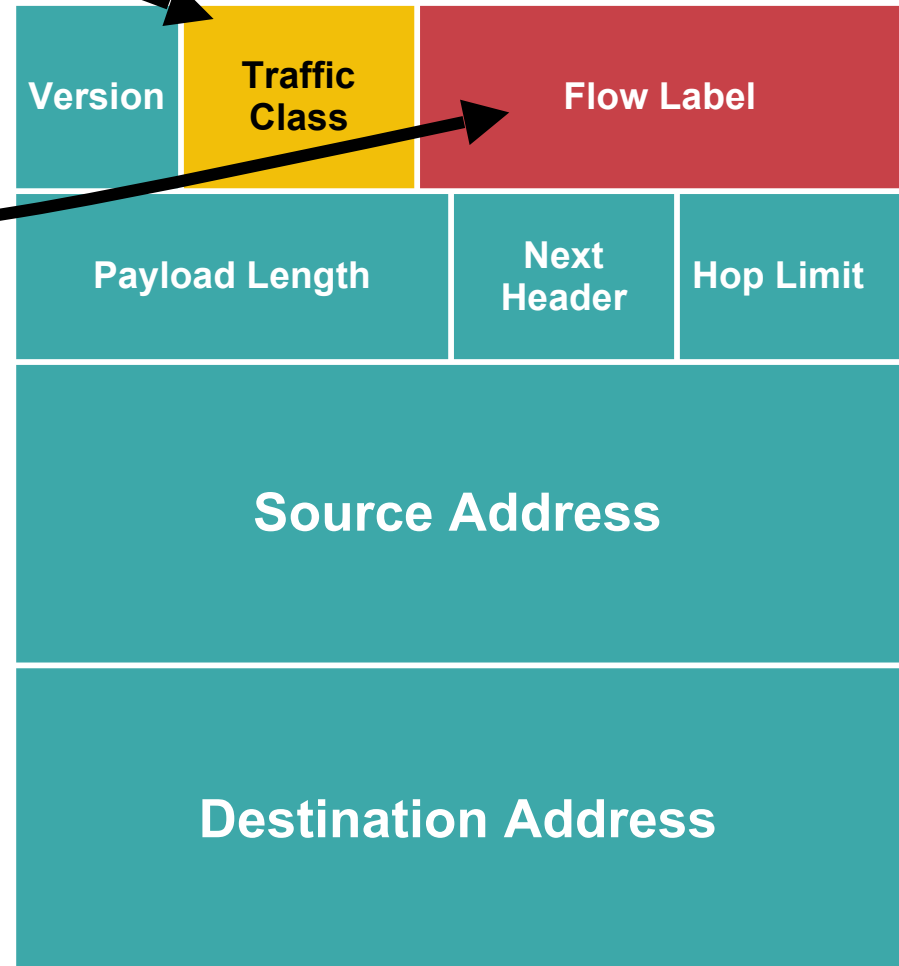 Version
Traffic
Class
Flow Label
Payload Length
Next
Header
Hop Limit
Source Address
Destination Address